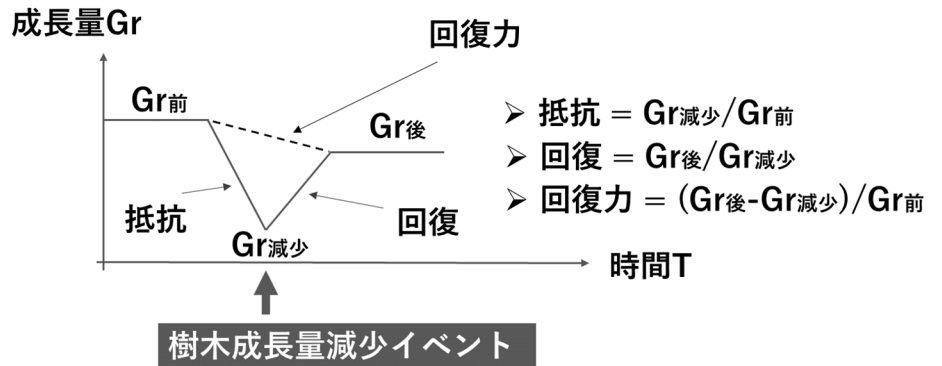 成長量Gr
回復力
Gr前
Gr後
抵抗
回復
Gr減少
時間T
樹木成長量減少イベント
➢ 抵抗 = Gr減少/Gr前
➢ 回復 = Gr後/Gr減少
➢ 回復力 = (Gr後-Gr減少)/Gr前